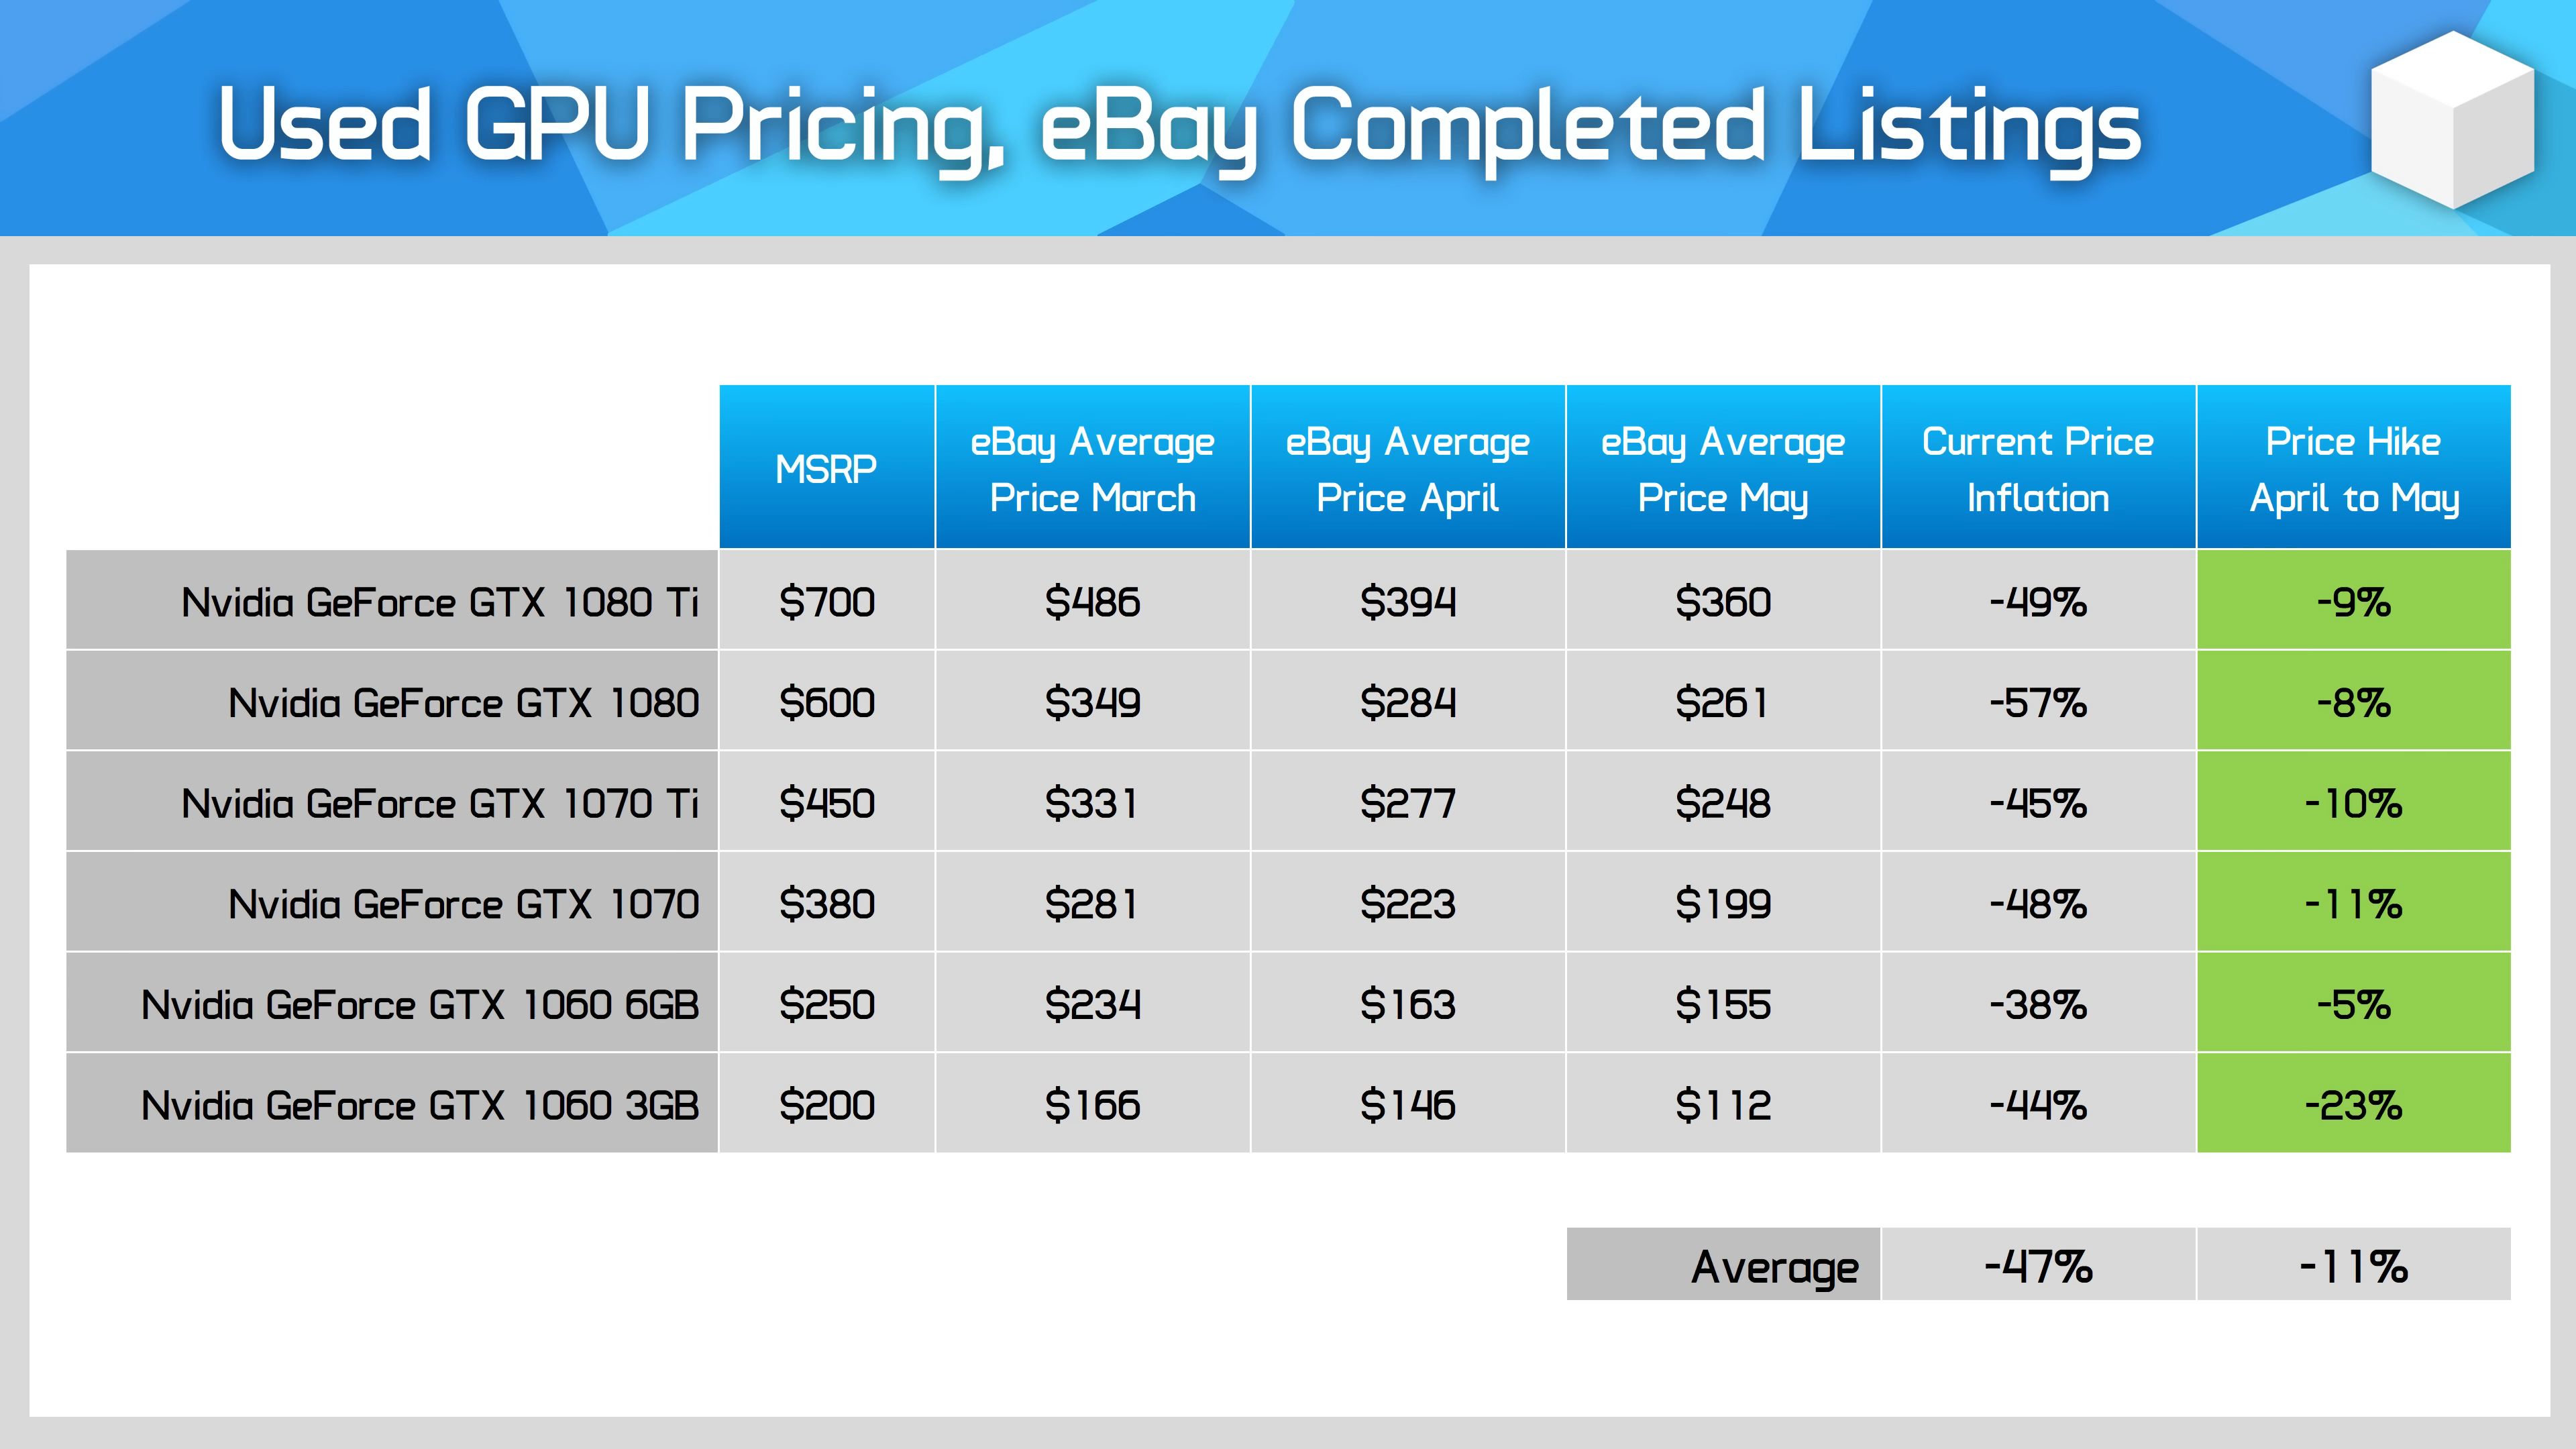 Used GPU Pricing, eBay Completed Listings
MSRP
eBay Average
Price March
eBay Average
Price April
eBay Average
Price May
Current Price
Inflation
Price Hike
April to May
Nvidia GeForce GTX 1080 Ti $700 $486 $394 $360 -49% -9%
Nvidia GeForce GTX 1080 $600 $349 $284 $261 -57% -8%
Nvidia GeForce GTX 1070 Ti $450 $331 $277 $248 -45% -10%
Nvidia GeForce GTX 1070 $380 $281 $223 $199 -48% -11%
Nvidia GeForce GTX 1060 6GB $250 $234 $163 $155 -38% -5%
Nvidia GeForce GTX 1060 3GB $200 $166 $146 $112 -44% -23%
Average -47% -11%